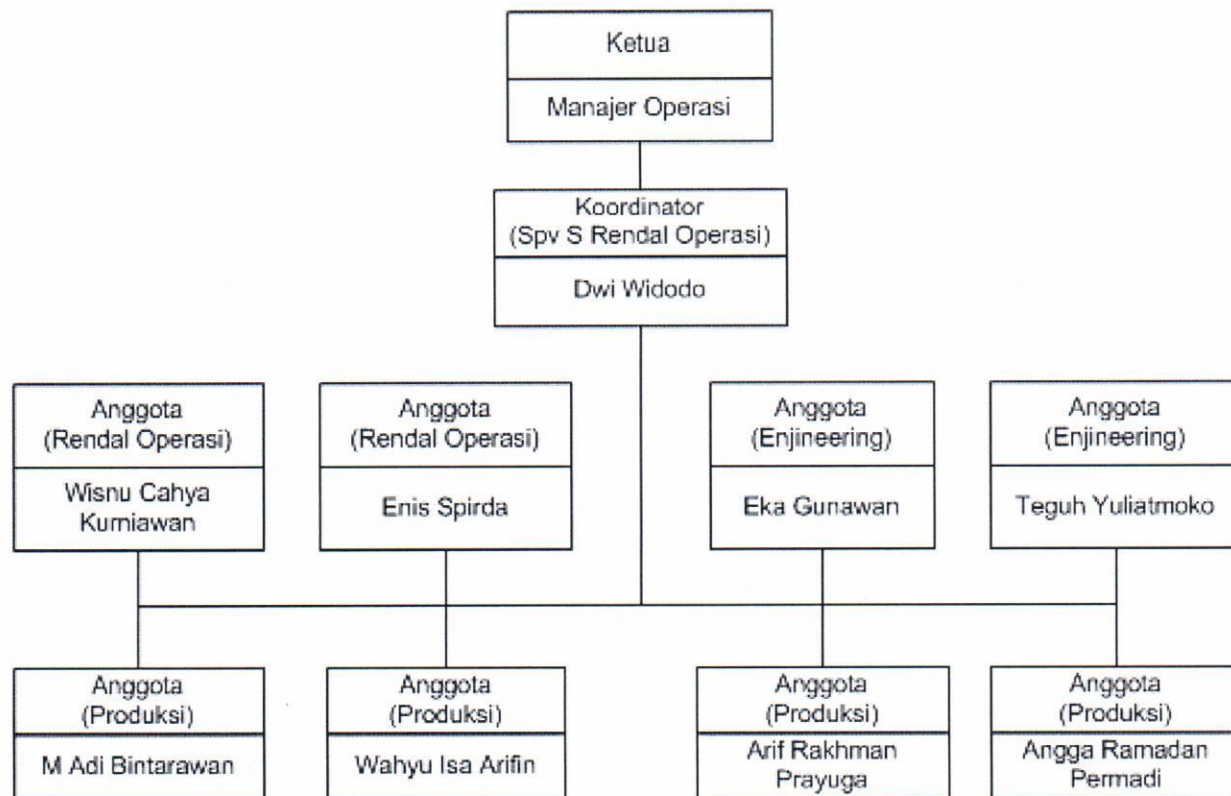 Ketua
Manajer Operasi
Koordinator
(Spv S Rendal Operasi)
Dwi Widodo
Anggota
(Rendal Operasi)
Wisnu Cahya
Kurniawan
Anggota
(Rendal Operasi)
Enis Spirda
Anggota
(Enjineering)
Eka Gunawan
Anggota
(Enjineering)
Teguh Yuliatmoko
Anggota
(Produksi)
M Adi Bintarawan
Anggota
(Produksi)
Wahyu Isa Arifin
Anggota
(Produksi)
Arif Rakhman
Prayuga
Anggota
(Produksi)
Angga Ramadan
Permadi